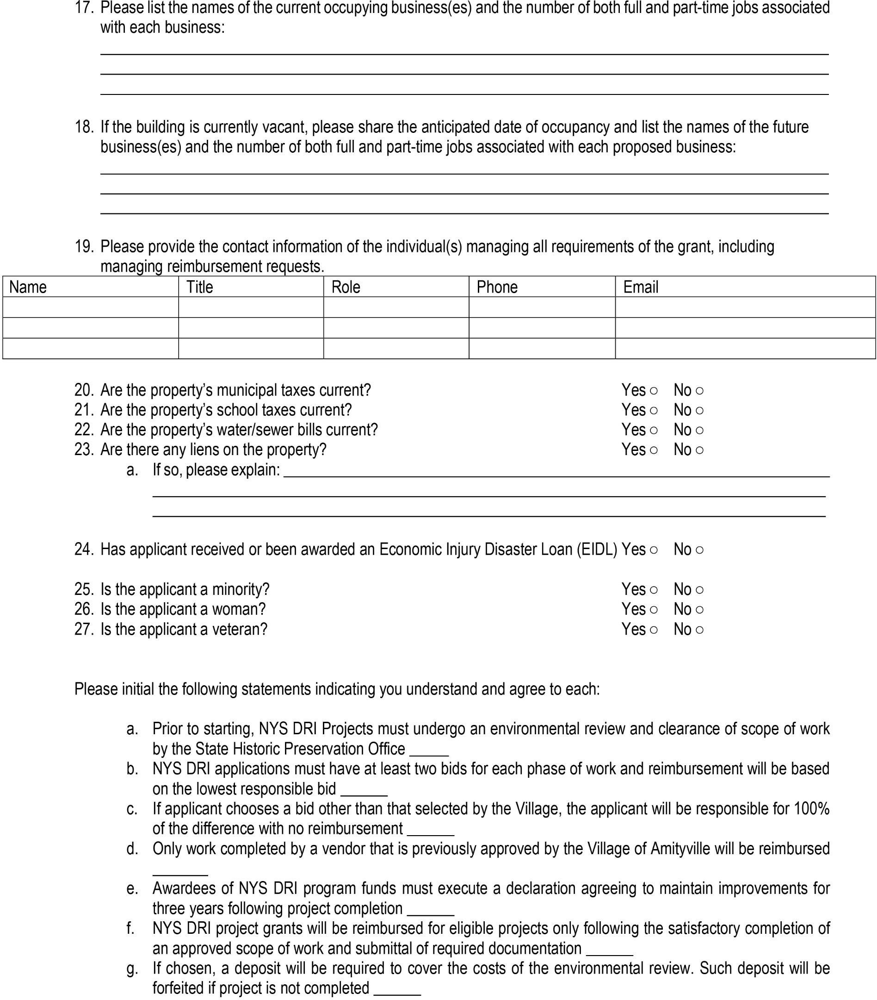 17. Please list the names of the current occupying business(es) and the number of both full and part-time jobs associated
with each business:
18. If the building is currently vacant, please share the anticipated date of occupancy and list the names of the future
business(es) and the number of both full and part-time jobs associated with each proposed business:
19. Please provide the contact information of the individual(s) managing all requirements of the grant, including
managing reimbursement requests.
Name Title Role Phone Email
20. Are the property’s municipal taxes current? Yes ○ No ○
21. Are the property’s school taxes current? Yes ○ No ○
22. Are the property’s water/sewer bills current? Yes ○ No ○
23. Are there any liens on the property? Yes ○ No ○
a. If so, please explain: ______
24. Has applicant received or been awarded an Economic Injury Disaster Loan (EIDL) Yes ○ No ○
25. Is the applicant a minority? Yes ○ No ○
26. Is the applicant a woman? Yes ○ No ○
27. Is the applicant a veteran? Yes ○ No ○
Please initial the following statements indicating you understand and agree to each:
a. Prior to starting, NYS DRI Projects must undergo an environmental review and clearance of scope of work
by the State Historic Preservation Office _____
b. NYS DRI applications must have at least two bids for each phase of work and reimbursement will be based
on the lowest responsible bid ______
c. If applicant chooses a bid other than that selected by the Village, the applicant will be responsible for 100%
of the difference with no reimbursement ______
d. Only work completed by a vendor that is previously approved by the Village of Amityville will be reimbursed
_______
e. Awardees of NYS DRI program funds must execute a declaration agreeing to maintain improvements for
three years following project completion ______
f. NYS DRI project grants will be reimbursed for eligible projects only following the satisfactory completion of
an approved scope of work and submittal of required documentation ______
g. If chosen, a deposit will be required to cover the costs of the environmental review. Such deposit will be
forfeited if project is not completed ______